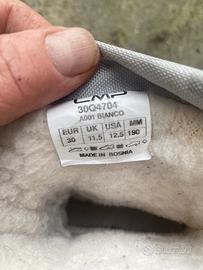 CMP
30Q4704
A001 BIANCO
EUR UK USA MM
30 11.5 12.5 190
MADE IN BOSNIA